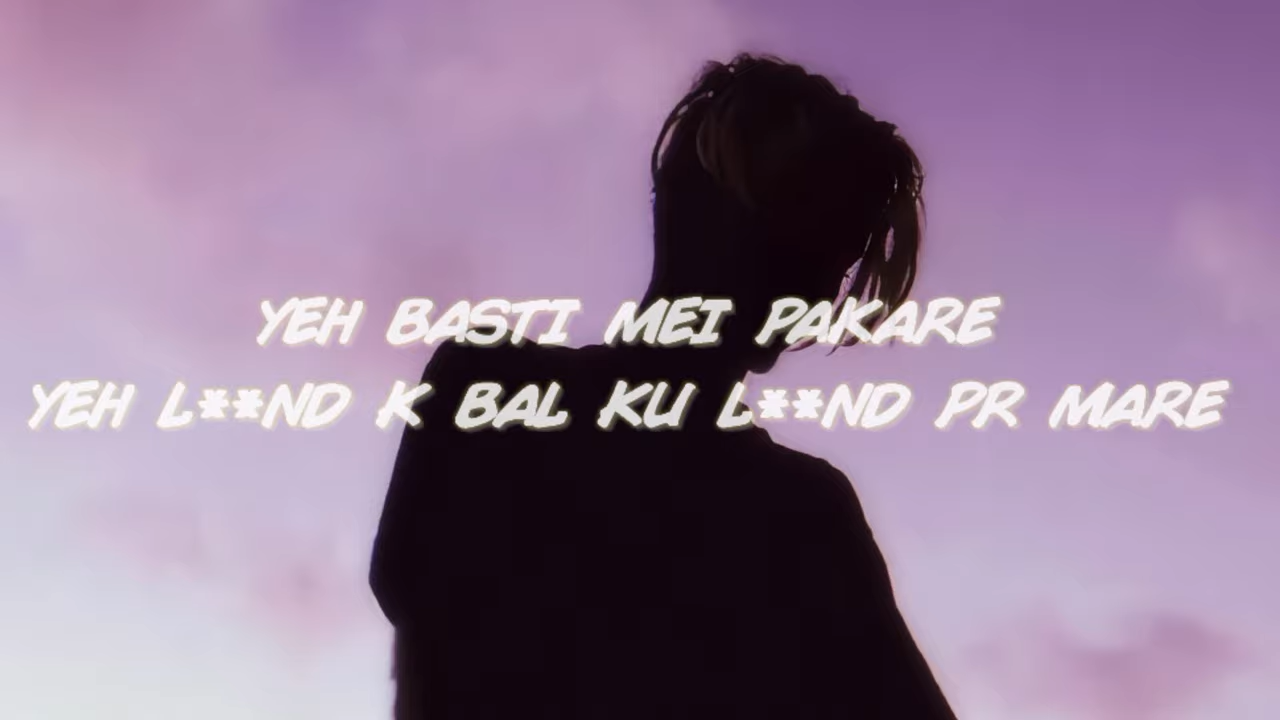 YEH BASTI MEI PAKARE
YEH L**ND K BAL KU L**ND PR MARE